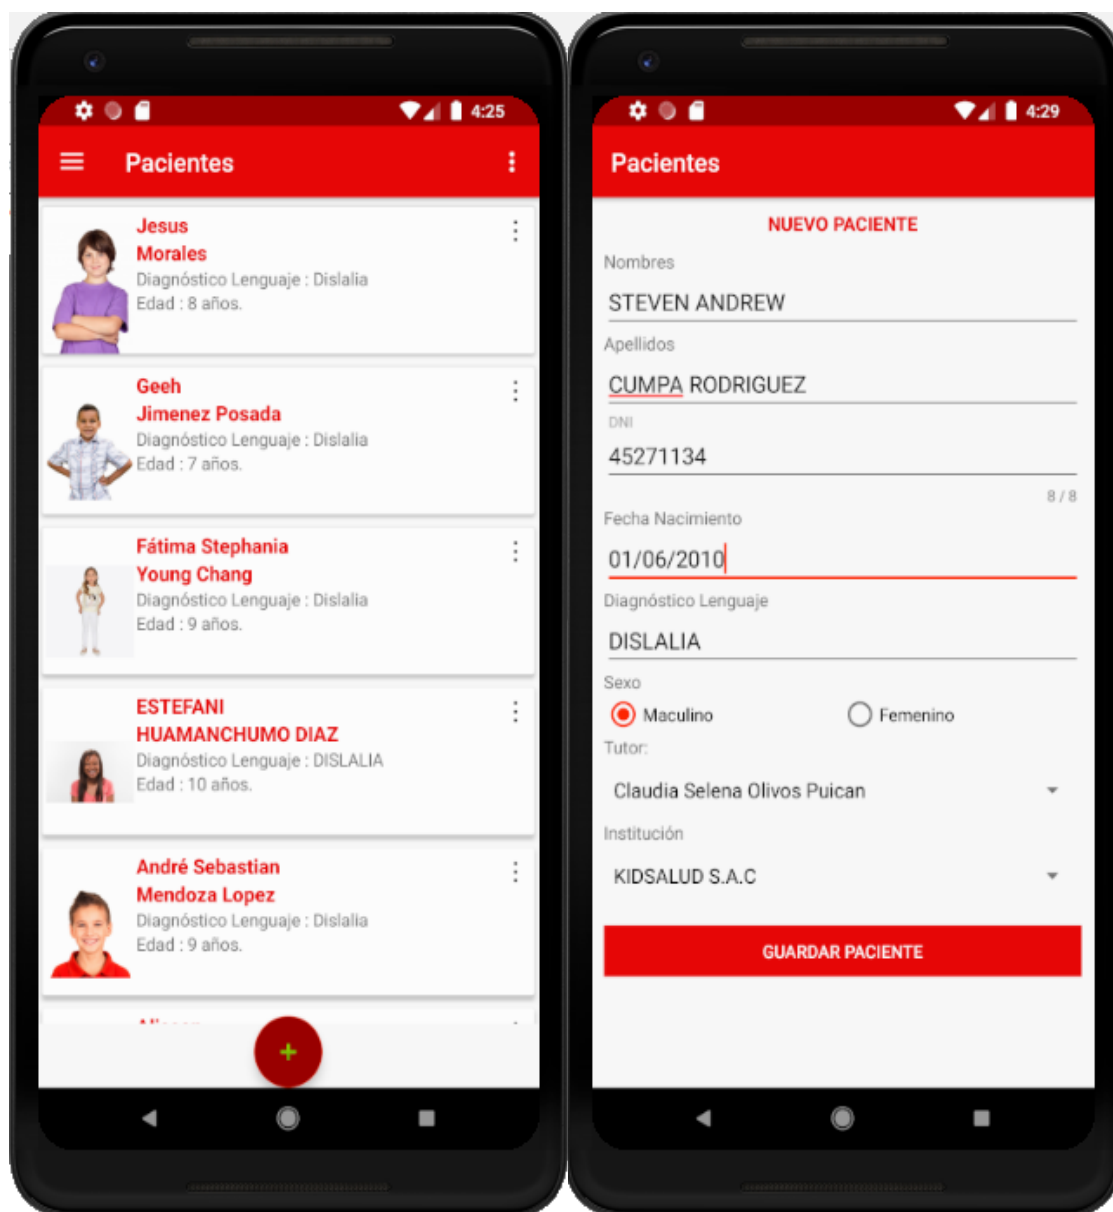 4:25
Pacientes
Jesus
Morales
Diagnóstico Lenguaje : Dislalia
Edad : 8 años.
Geeh
Jimenez Posada
Diagnóstico Lenguaje : Dislalia
Edad : 7 años.
Fátima Stephania
Young Chang
Diagnóstico Lenguaje : Dislalia
Edad : 9 años.
ESTEFANI
HUAMANCHUMO DIAZ
Diagnóstico Lenguaje : DISLALIA
Edad : 10 años.
André Sebastian
Mendoza Lopez
Diagnóstico Lenguaje : Dislalia
Edad : 9 años.
+
4:29
Pacientes
NUEVO PACIENTE
Nombres
STEVEN ANDREW
Apellidos
CUMPA RODRIGUEZ
DNI
45271134
8 / 8
Fecha Nacimiento
01/06/2010
Diagnóstico Lenguaje
DISLALIA
Sexo
Maculino Femenino
Tutor:
Claudia Selena Olivos Puican
Institución
KIDSALUD S.A.C
GUARDAR PACIENTE